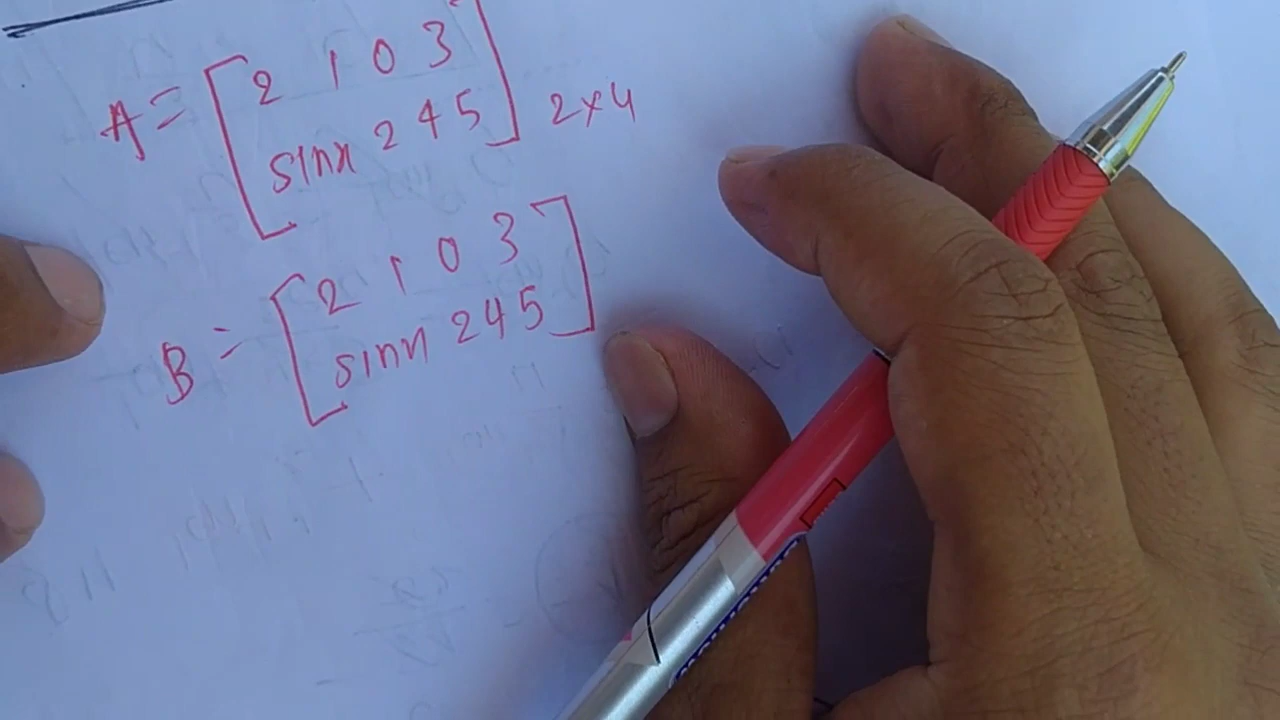 A = [ 2 1 0 3
sinx 2 4 5 ] 2×4
B = [ 2 1 0 3
sinn 2 4 5 ]